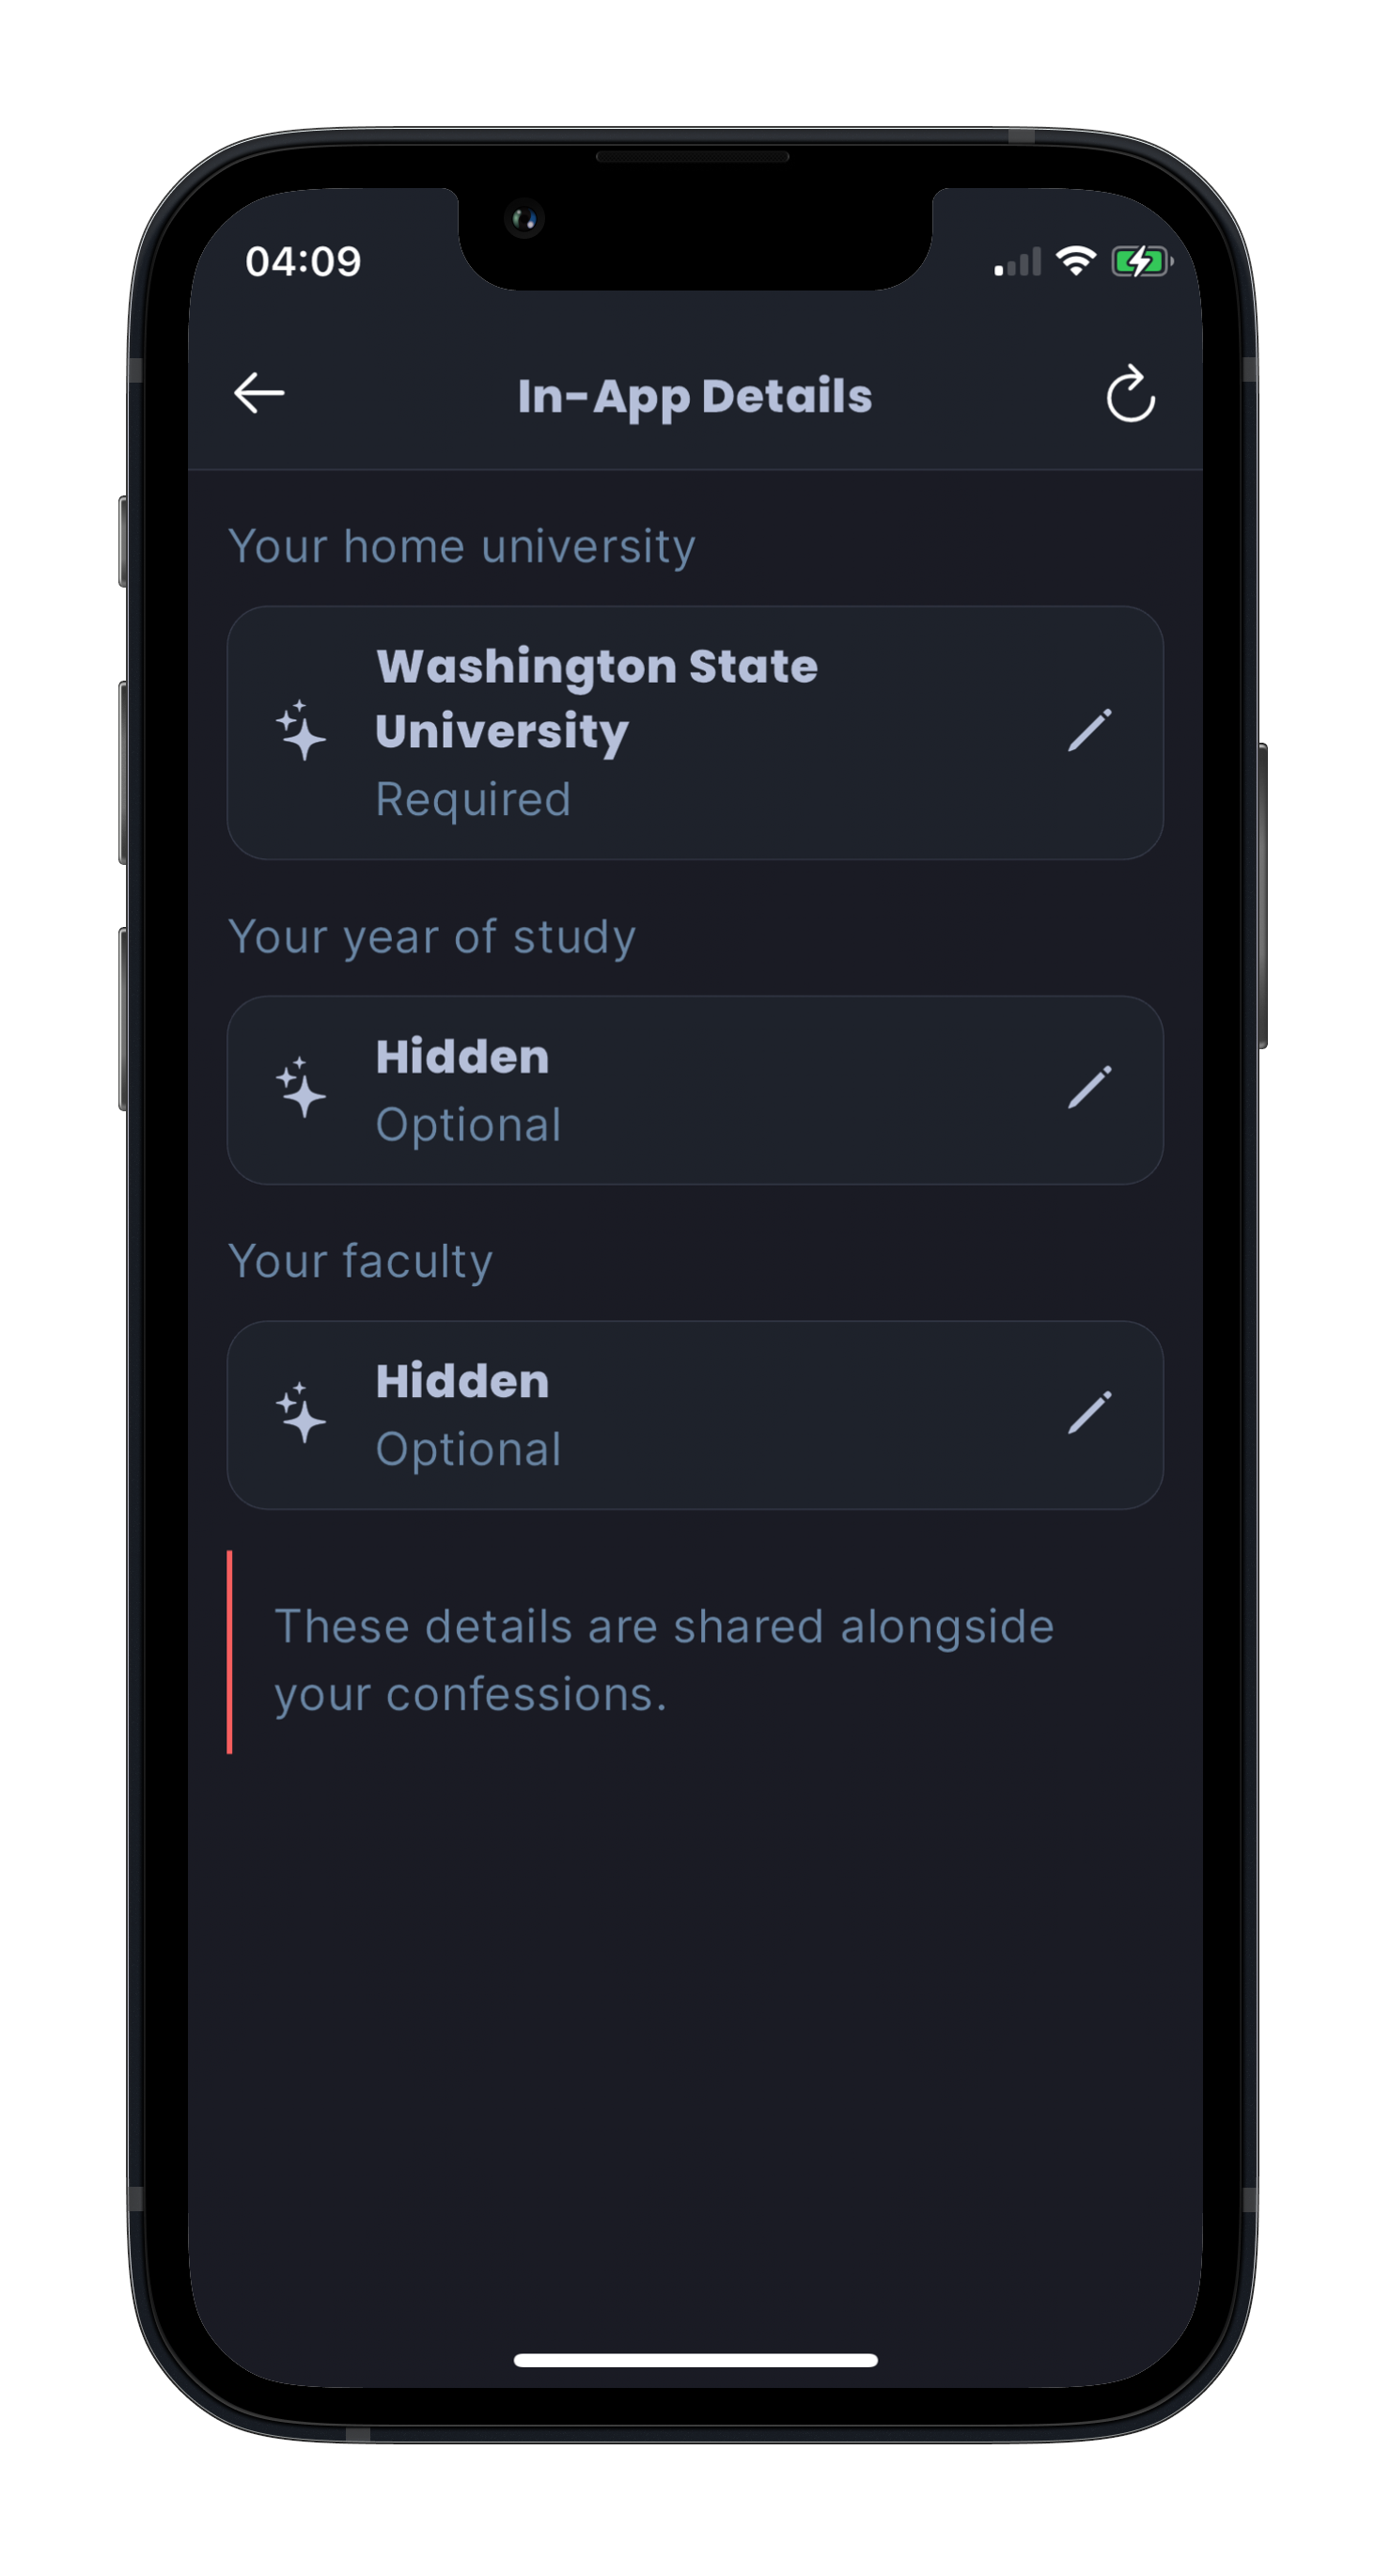 04:09
In-App Details
Your home university
Washington State
University
Required
Your year of study
Hidden
Optional
Your faculty
Hidden
Optional
These details are shared alongside
your confessions.